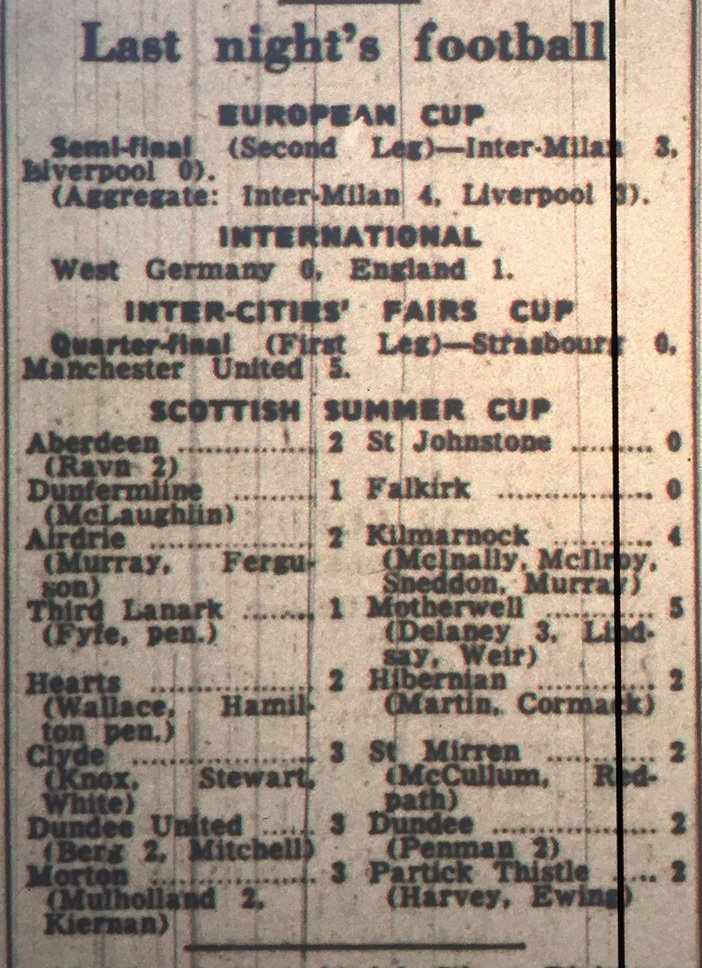 Last night's football
EUROPEAN CUP
Semi-final (Second Leg)—Inter-Milan 3,
Liverpool 0).
(Aggregate: Inter-Milan 4, Liverpool 3).
INTERNATIONAL
West Germany 0, England 1.
INTER-CITIES' FAIRS CUP
Quarter-final (First Leg)—Strasbourg 0,
Manchester United 5.
SCOTTISH SUMMER CUP
Aberdeen ............... 2 St Johnstone ......... 0
(Ravn 2)
Dunfermline ......... 1 Falkirk .................. 0
(McLaughlin)
Airdrie .................. 2 Kilmarnock ............ 4
(Murray, Fergu- (McInally, McIlroy,
son) Sneddon, Murray)
Third Lanark ......... 1 Motherwell ............ 5
(Fyfe, pen.) (Delaney 3, Lind-
say, Weir)
Hearts .................. 2 Hibernian ............... 2
(Wallace, Hamil- (Martin, Cormack)
ton pen.)
Clyde .................. 3 St Mirren ............... 2
(Knox, Stewart, (McCullum, Red-
White) path)
Dundee United ...... 3 Dundee .................. 2
(Berg 2, Mitchell) (Penman 2)
Morton .................. 3 Partick Thistle ...... 2
(Mulholland 2, (Harvey, Ewing)
Kiernan)